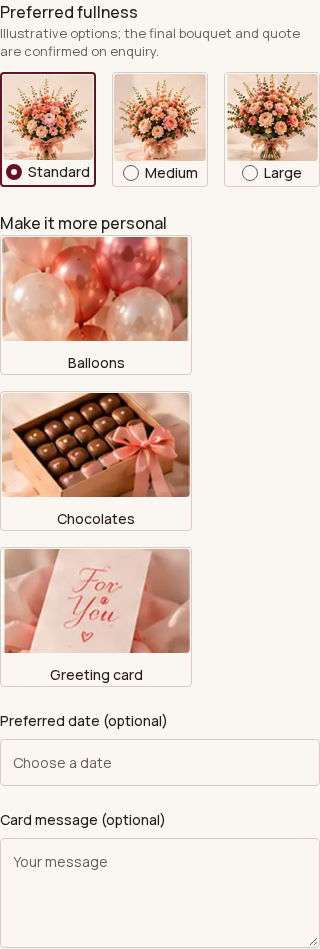 Preferred fullness
Illustrative options; the final bouquet and quote
are confirmed on enquiry.
Standard
Medium
Large
Make it more personal
Balloons
Chocolates
For
You
Greeting card
Preferred date (optional)
Choose a date
Card message (optional)
Your message